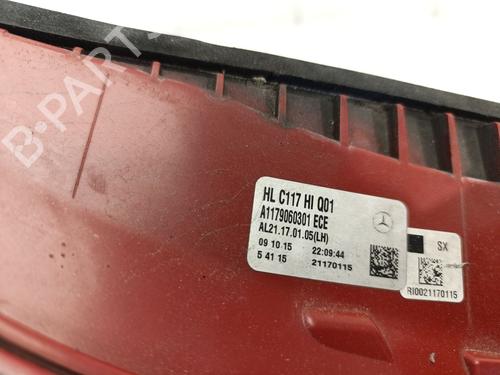 B-PARTS
HL C117 HI Q01
A1179060301 ECE
AL21.17.01.05(LH)
09 10 15 22:09:44
5 41 15 21170115
SX
RI0021170115